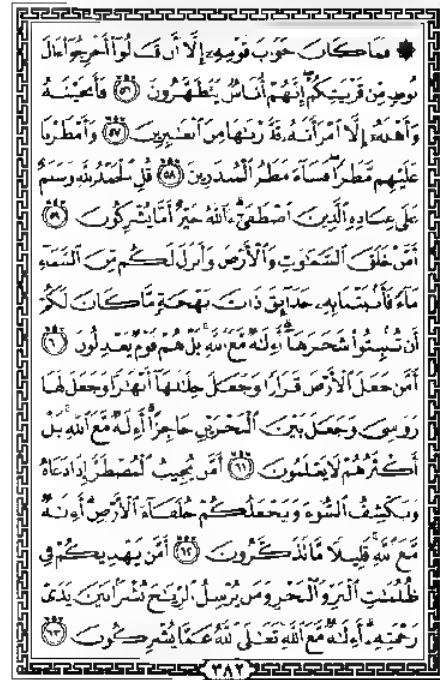 ۞ فَمَا كَانَ جَوَابَ قَوْمِهِۦٓ إِلَّآ أَن قَالُوٓا۟ أَخْرِجُوٓا۟ ءَالَ
لُوطٍ مِّن قَرْيَتِكُمْ إِنَّهُمْ أُنَاسٌ يَتَطَهَّرُونَ ٥٦ فَأَنجَيْنَٰهُ
وَأَهْلَهُۥٓ إِلَّا ٱمْرَأَتَهُۥ قَدَّرْنَٰهَا مِنَ ٱلْغَٰبِرِينَ ٥٧ وَأَمْطَرْنَا
عَلَيْهِم مَّطَرًا فَسَآءَ مَطَرُ ٱلْمُنذَرِينَ ٥٨ قُلِ ٱلْحَمْدُ لِلَّهِ وَسَلَٰمٌ
عَلَىٰ عِبَادِهِ ٱلَّذِينَ ٱصْطَفَىٰٓ ءَآللَّهُ خَيْرٌ أَمَّا يُشْرِكُونَ ٥٩
أَمَّنْ خَلَقَ ٱلسَّمَٰوَٰتِ وَٱلْأَرْضَ وَأَنزَلَ لَكُم مِّنَ ٱلسَّمَآءِ
مَآءً فَأَنۢبَتْنَا بِهِۦ حَدَآئِقَ ذَاتَ بَهْجَةٍ مَّا كَانَ لَكُمْ
أَن تُنۢبِتُوا۟ شَجَرَهَآ أَءِلَٰهٌ مَّعَ ٱللَّهِ بَلْ هُمْ قَوْمٌ يَعْدِلُونَ ٦٠
أَمَّن جَعَلَ ٱلْأَرْضَ قَرَارًا وَجَعَلَ خِلَٰلَهَآ أَنْهَٰرًا وَجَعَلَ لَهَا
رَوَٰسِىَ وَجَعَلَ بَيْنَ ٱلْبَحْرَيْنِ حَاجِزًا أَءِلَٰهٌ مَّعَ ٱللَّهِ بَلْ
أَكْثَرُهُمْ لَا يَعْلَمُونَ ٦١ أَمَّن يُجِيبُ ٱلْمُضْطَرَّ إِذَا دَعَاهُ
وَيَكْشِفُ ٱلسُّوٓءَ وَيَجْعَلُكُمْ خُلَفَآءَ ٱلْأَرْضِ أَءِلَٰهٌ
مَّعَ ٱللَّهِ قَلِيلًا مَّا تَذَكَّرُونَ ٦٢ أَمَّن يَهْدِيكُمْ فِى
ظُلُمَٰتِ ٱلْبَرِّ وَٱلْبَحْرِ وَمَن يُرْسِلُ ٱلرِّيَٰحَ بُشْرًۢا بَيْنَ يَدَىْ
رَحْمَتِهِۦٓ أَءِلَٰهٌ مَّعَ ٱللَّهِ تَعَٰلَى ٱللَّهُ عَمَّا يُشْرِكُونَ ٦٣
٣٨٢